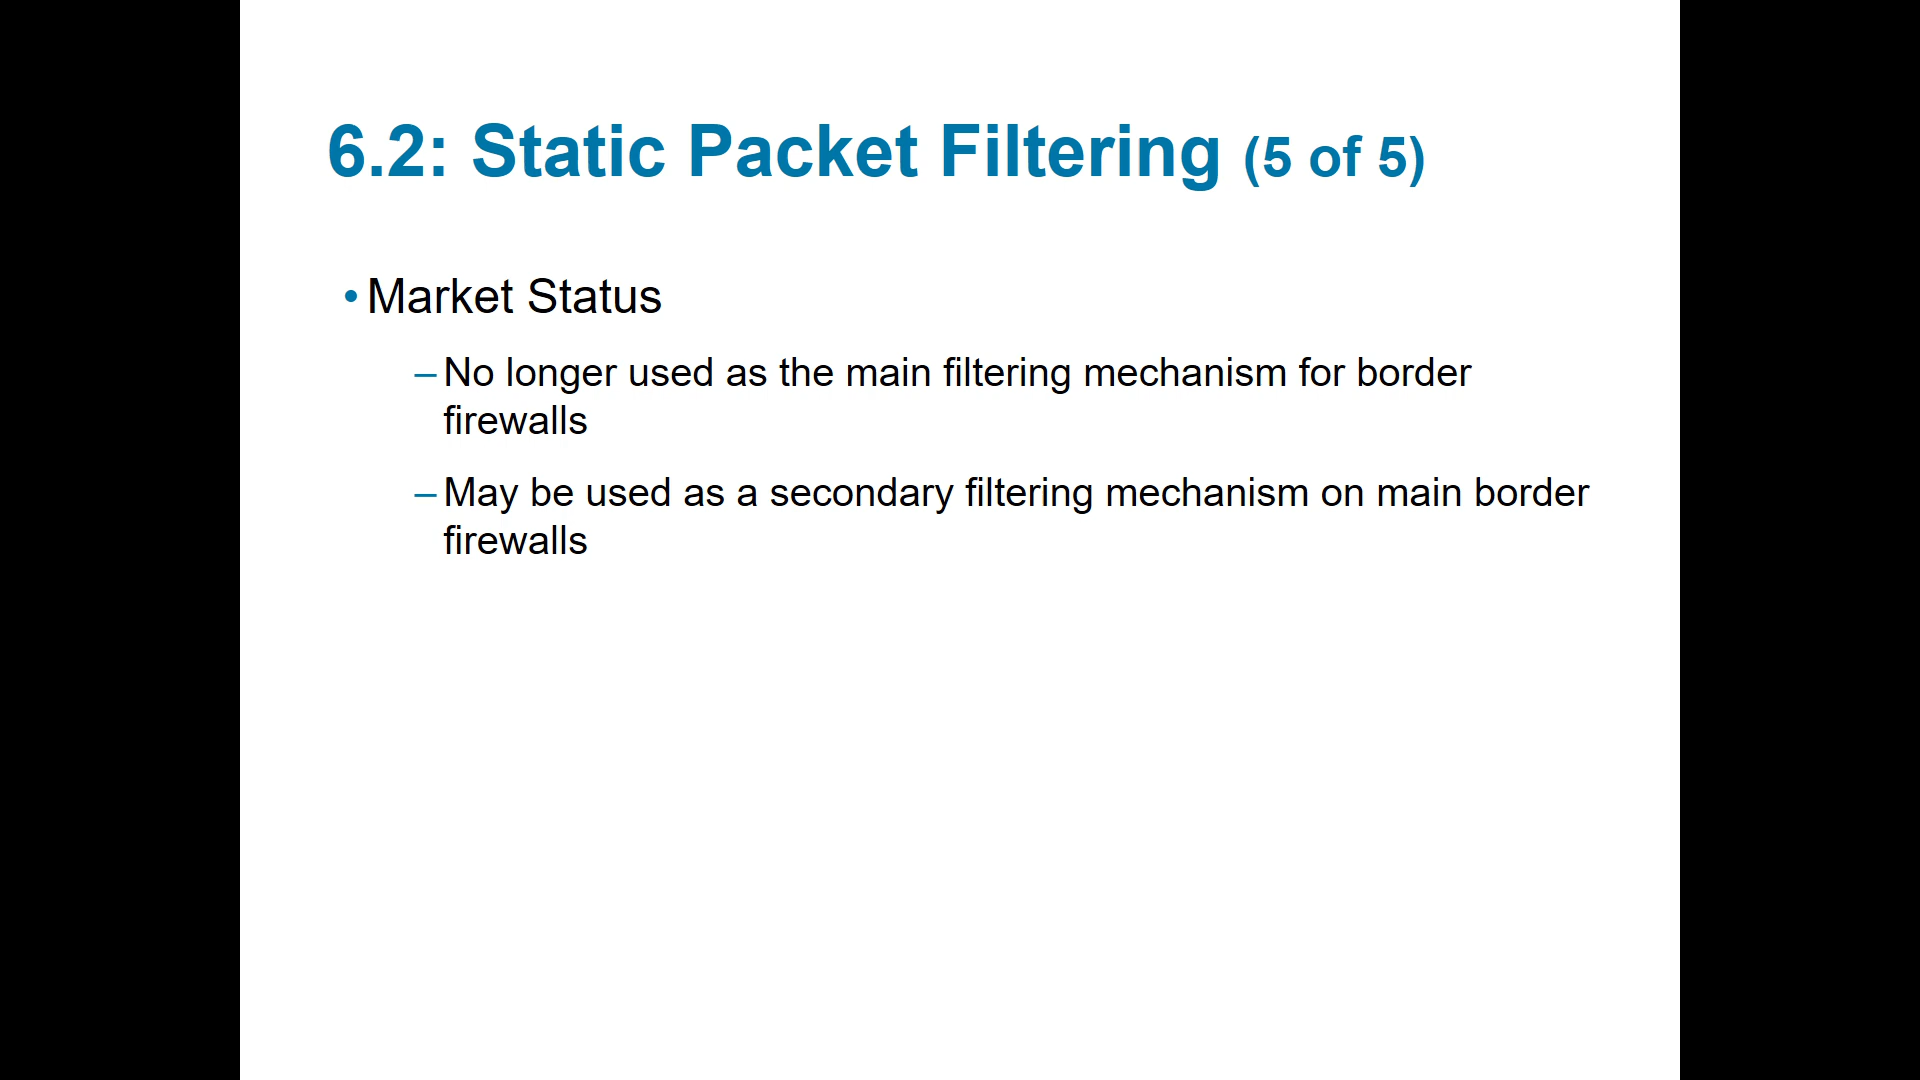 6.2: Static Packet Filtering (5 of 5)
• Market Status
– No longer used as the main filtering mechanism for border
firewalls
– May be used as a secondary filtering mechanism on main border
firewalls